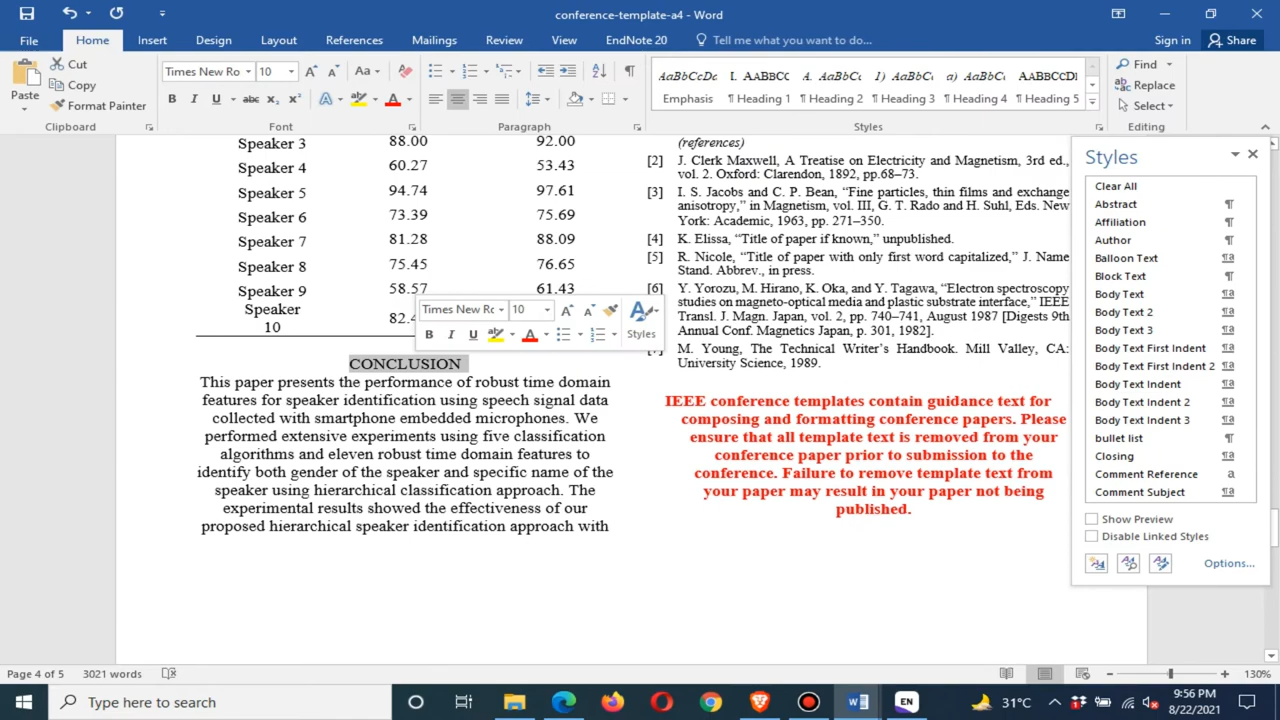 conference-template-a4 - Word
File Home Insert Design Layout References Mailings Review View EndNote 20 Tell me what you want to do... Sign in Share
Paste Cut Copy Format Painter Clipboard
Times New Ro 10 Aa
B I U abc x2 x2 A A Font
Paragraph
AaBbCcDc I. AABBCC A. AaBbCc 1) AaBbCc a) AaBbCc AABBCCDI
Emphasis ¶ Heading 1 ¶ Heading 2 ¶ Heading 3 ¶ Heading 4 ¶ Heading 5
Styles
Find Replace Select Editing
Speaker 3 88.00 92.00
Speaker 4 60.27 53.43
Speaker 5 94.74 97.61
Speaker 6 73.39 75.69
Speaker 7 81.28 88.09
Speaker 8 75.45 76.65
Speaker 9 58.57 61.43
Speaker
10 82.4
Times New Ro 10
B I U A Styles
CONCLUSION
This paper presents the performance of robust time domain
features for speaker identification using speech signal data
collected with smartphone embedded microphones. We
performed extensive experiments using five classification
algorithms and eleven robust time domain features to
identify both gender of the speaker and specific name of the
speaker using hierarchical classification approach. The
experimental results showed the effectiveness of our
proposed hierarchical speaker identification approach with
(references)
[2] J. Clerk Maxwell, A Treatise on Electricity and Magnetism, 3rd ed.,
vol. 2. Oxford: Clarendon, 1892, pp.68–73.
[3] I. S. Jacobs and C. P. Bean, “Fine particles, thin films and exchange
anisotropy,” in Magnetism, vol. III, G. T. Rado and H. Suhl, Eds. New
York: Academic, 1963, pp. 271–350.
[4] K. Elissa, “Title of paper if known,” unpublished.
[5] R. Nicole, “Title of paper with only first word capitalized,” J. Name
Stand. Abbrev., in press.
[6] Y. Yorozu, M. Hirano, K. Oka, and Y. Tagawa, “Electron spectroscopy
studies on magneto-optical media and plastic substrate interface,” IEEE
Transl. J. Magn. Japan, vol. 2, pp. 740–741, August 1987 [Digests 9th
Annual Conf. Magnetics Japan, p. 301, 1982].
M. Young, The Technical Writer’s Handbook. Mill Valley, CA:
University Science, 1989.
IEEE conference templates contain guidance text for
composing and formatting conference papers. Please
ensure that all template text is removed from your
conference paper prior to submission to the
conference. Failure to remove template text from
your paper may result in your paper not being
published.
Styles
Clear All
Abstract ¶
Affiliation ¶
Author ¶
Balloon Text ¶a
Block Text ¶
Body Text ¶a
Body Text 2 ¶a
Body Text 3 ¶a
Body Text First Indent ¶a
Body Text First Indent 2 ¶a
Body Text Indent ¶a
Body Text Indent 2 ¶a
Body Text Indent 3 ¶a
bullet list ¶
Closing ¶a
Comment Reference a
Comment Subject ¶a
Show Preview
Disable Linked Styles
Options...
Page 4 of 5 3021 words 130%
Type here to search EN 31°C 9:56 PM
8/22/2021